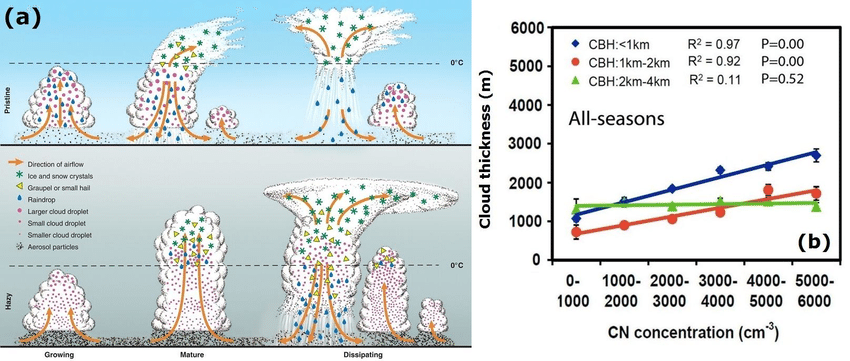 (a)
Pristine
0°C
0°C
Direction of airflow
Ice and snow crystals
Graupel or small hail
Raindrop
Larger cloud droplet
Small cloud droplet
Smaller cloud droplet
Aerosol particles
Hazy
0°C
0°C
Growing
Mature
Dissipating
Cloud thickness (m)
6000
5000
4000
3000
2000
1000
0
CBH:<1km R² = 0.97 P=0.00
CBH:1km-2km R² = 0.92 P=0.00
CBH:2km-4km R² = 0.11 P=0.52
All-seasons
(b)
0- 1000- 2000- 3000- 4000- 5000-
1000 2000 3000 4000 5000 6000
CN concentration (cm⁻³)